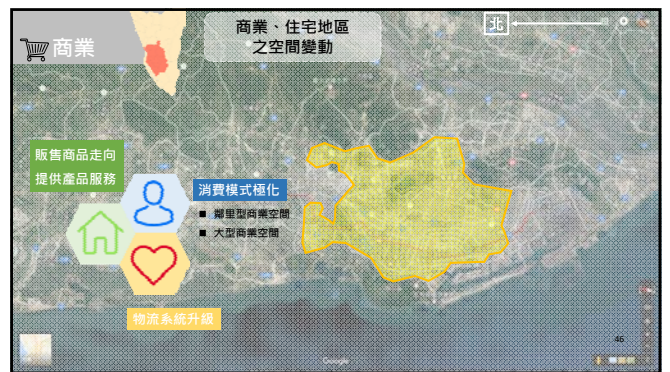 商業
商業、住宅地區
之空間變動
北
販售商品走向
提供產品服務
消費模式極化
■ 鄰里型商業空間
■ 大型商業空間
物流系統升級
46
Google